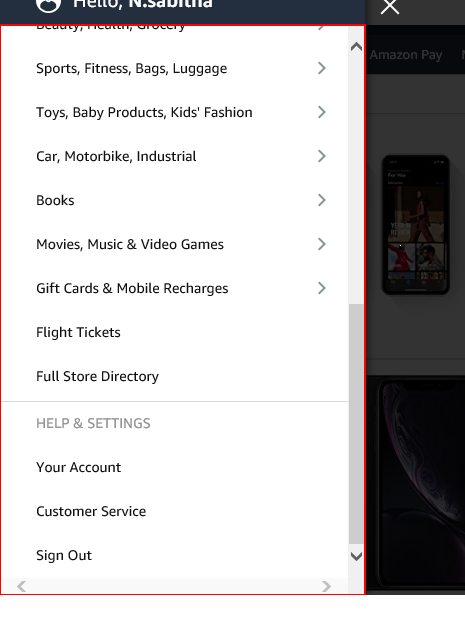 Hello, N.sabitha
Beauty, Health, Grocery
Sports, Fitness, Bags, Luggage
Amazon Pay
Toys, Baby Products, Kids' Fashion
Car, Motorbike, Industrial
For You
Books
Movies, Music & Video Games
Gift Cards & Mobile Recharges
Flight Tickets
Full Store Directory
HELP & SETTINGS
Your Account
Customer Service
Sign Out